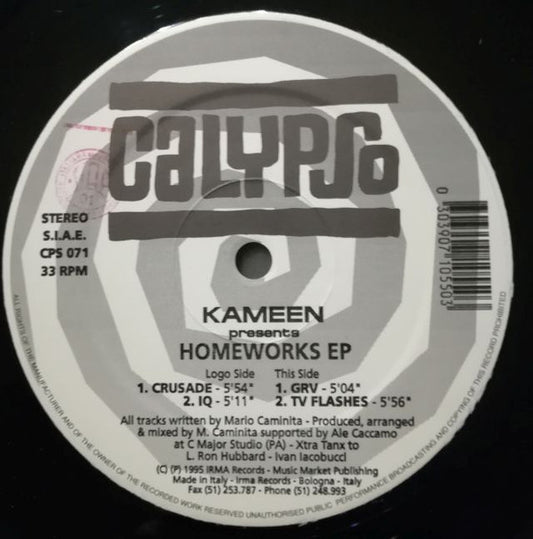 CALYPSO
STEREO
S.I.A.E.
CPS 071
33 RPM
0 303907 105503
KAMEEN
presents
HOMEWORKS EP
Logo Side This Side
1. CRUSADE - 5'54" 1. GRV - 5'04"
2. IQ - 5'11" 2. TV FLASHES - 5'56"
All tracks written by Mario Caminita - Produced, arranged
& mixed by M. Caminita supported by Ale Caccamo
at C Major Studio (PA) - Xtra Tanx to
L. Ron Hubbard - Ivan Iacobucci
(C) (P) 1995 IRMA Records - Music Market Publishing
Made in Italy - Irma Records - Bologna - Italy
Fax (51) 253.787 - Phone (51) 248.993
ALL RIGHTS OF THE MANUFACTURER AND OF THE OWNER OF THE RECORDED WORK RESERVED UNAUTHORISED PUBLIC PERFORMANCE BROADCASTING AND COPYING OF THIS RECORD PROHIBITED